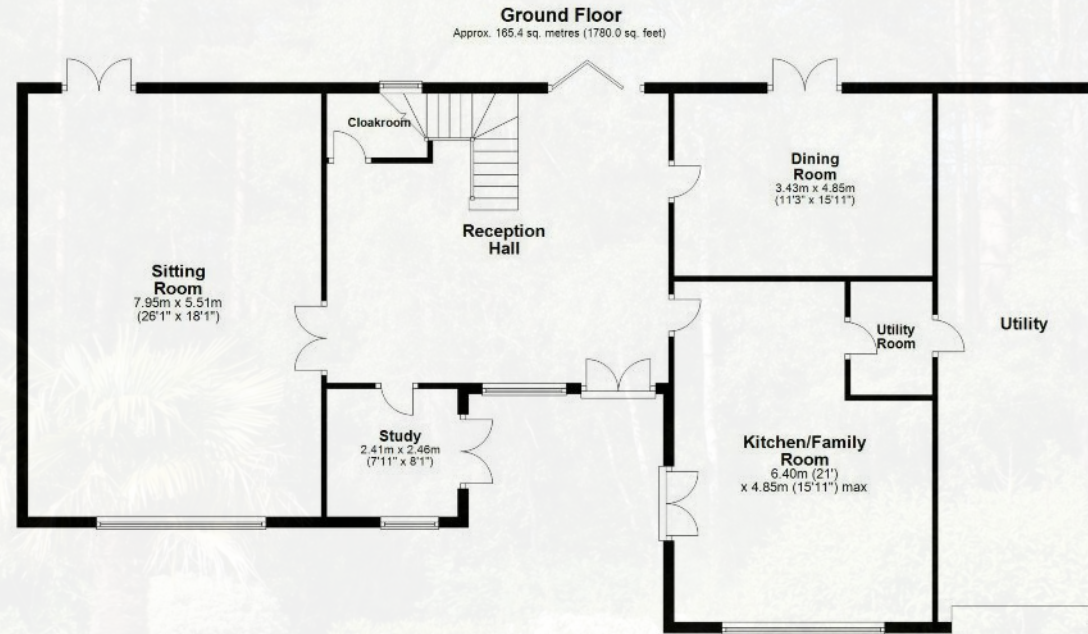 Ground Floor
Approx. 165.4 sq. metres (1780.0 sq. feet)
Cloakroom
Dining
Room
3.43m x 4.85m
(11'3" x 15'11")
Reception
Hall
Sitting
Room
7.95m x 5.51m
(26'1" x 18'1")
Utility
Room
Utility
Study
2.41m x 2.46m
(7'11" x 8'1")
Kitchen/Family
Room
6.40m (21')
x 4.85m (15'11") max